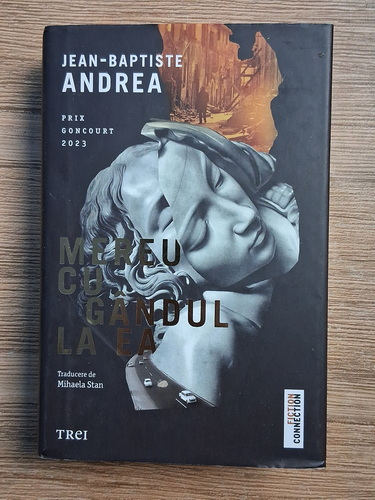 JEAN-BAPTISTE
ANDREA
PRIX
GONCOURT
2023
MEREU
CU
GÂNDUL
LA EA
Traducere de
Mihaela Stan
TREI
FICTION
CONNECTION